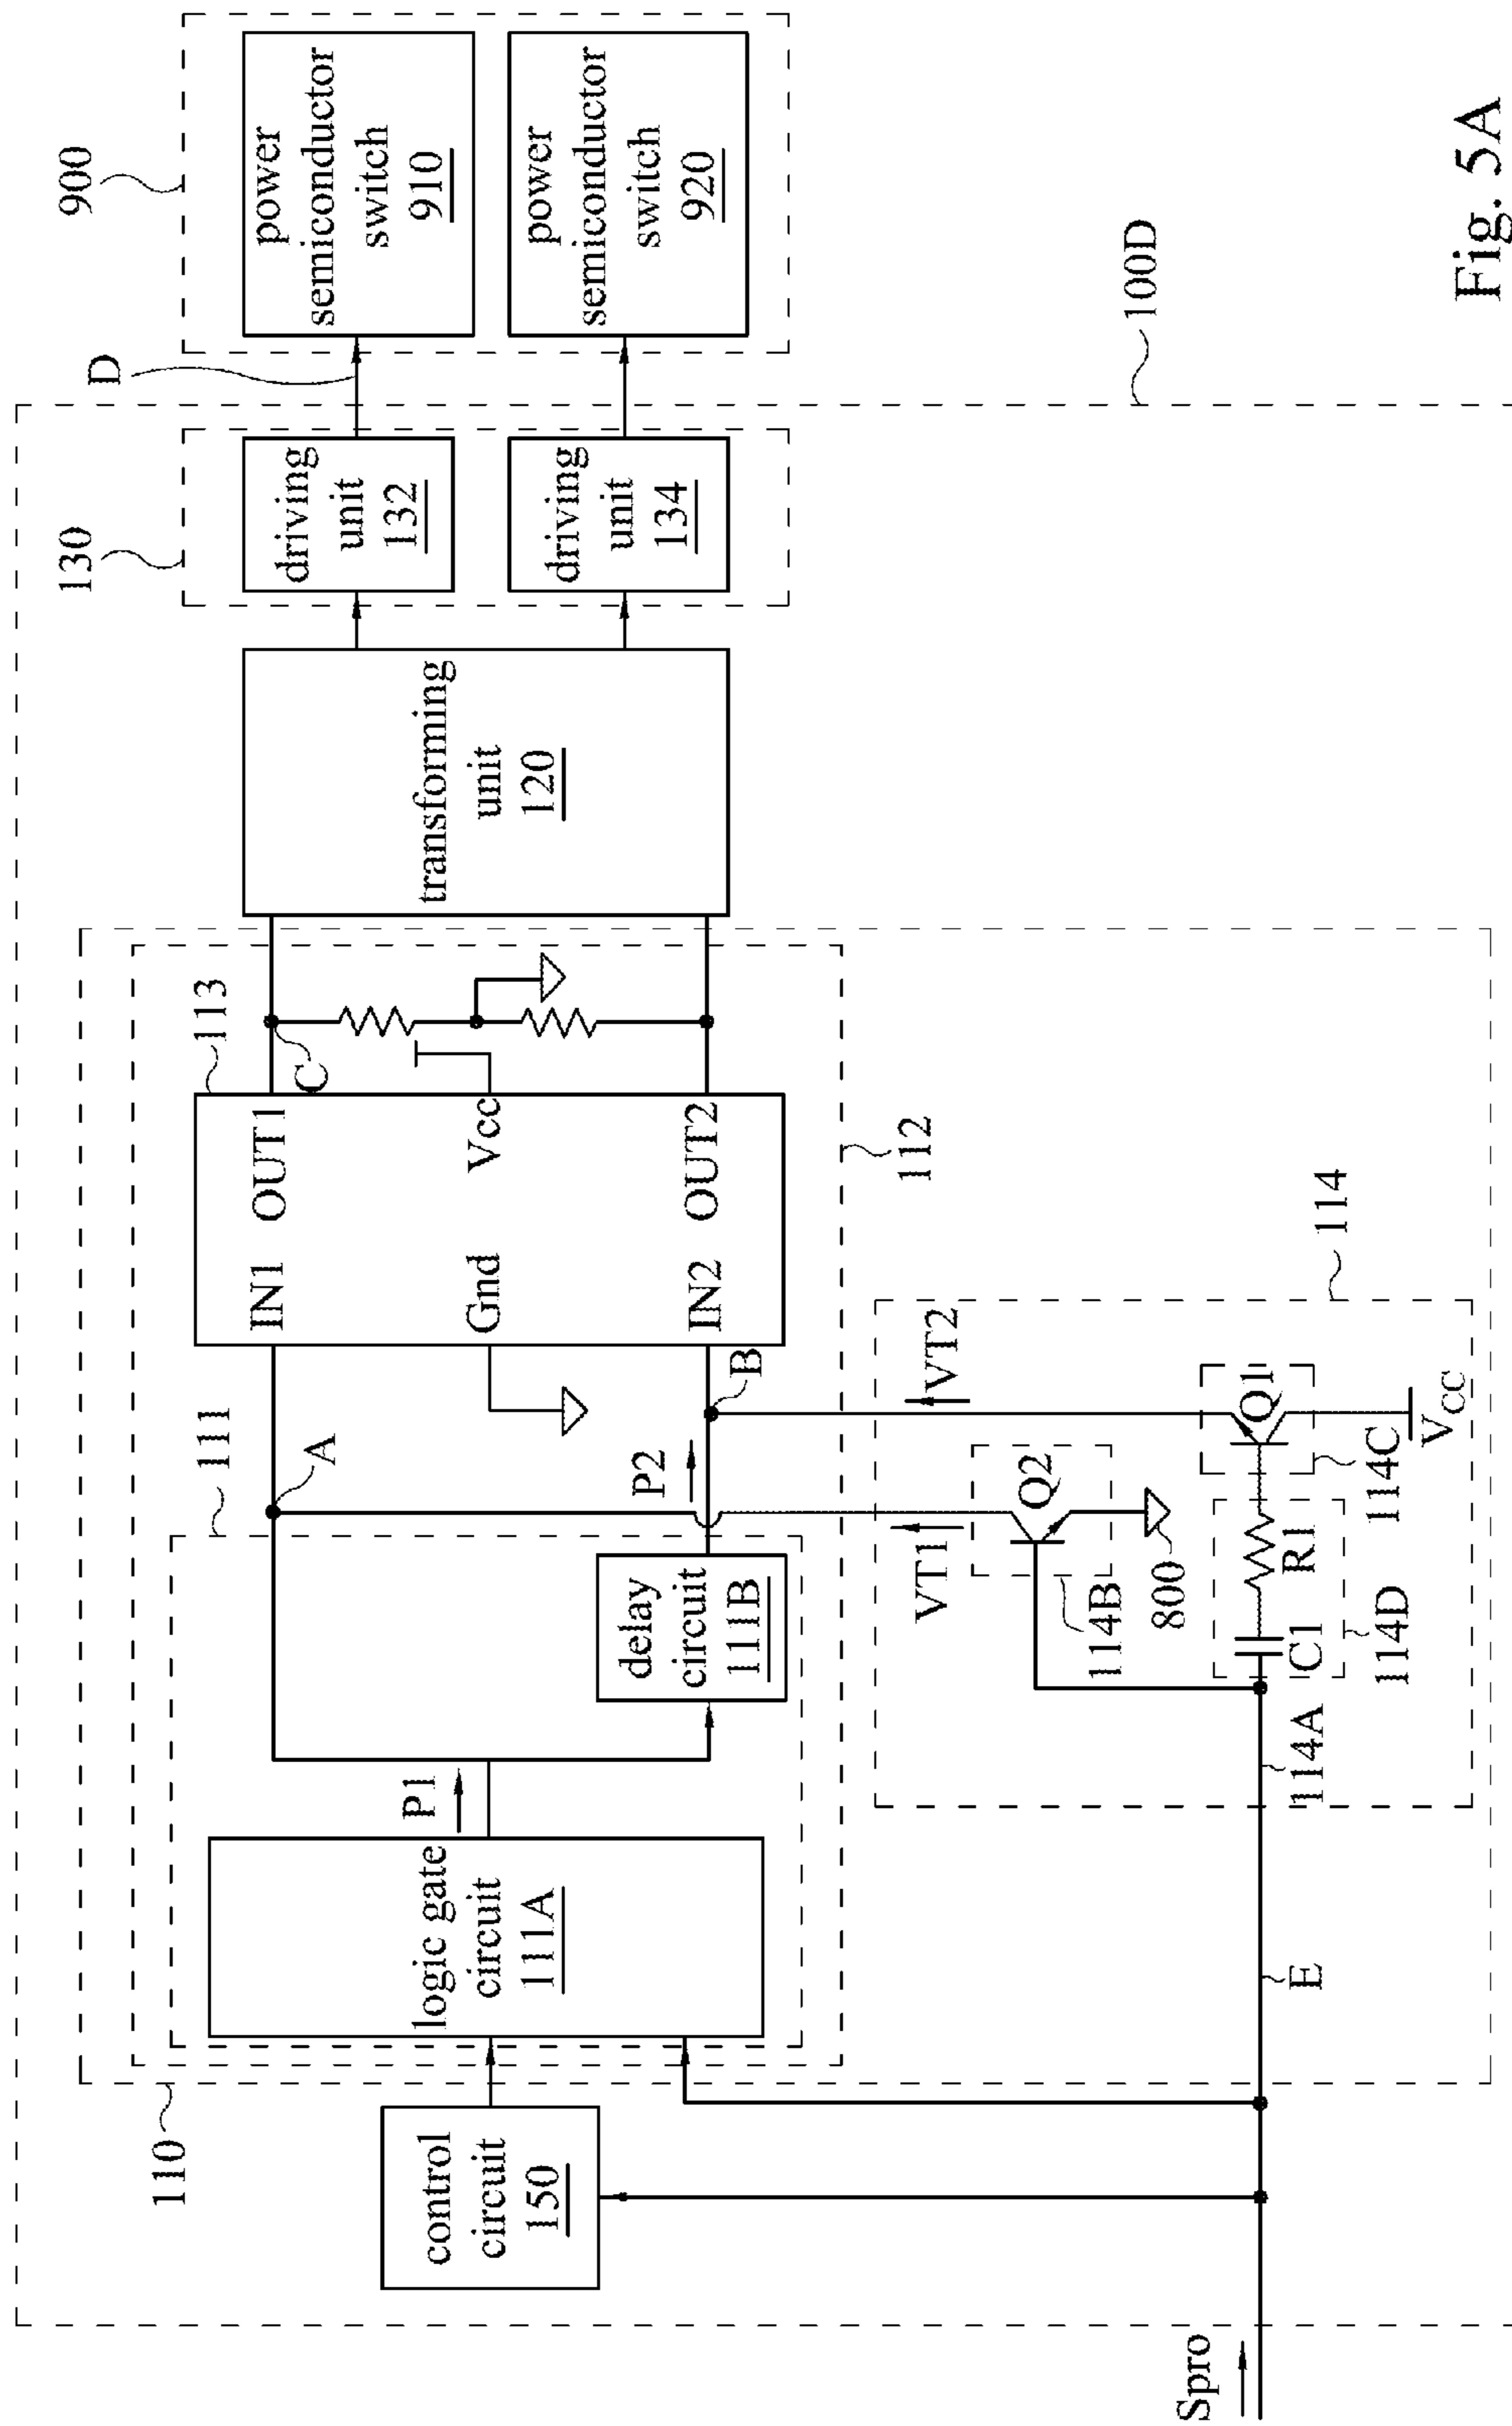 900
power
semiconductor
switch
910
power
semiconductor
switch
920
D
130
driving
unit
132
driving
unit
134
100D
transforming
unit
120
113
C
IN1 OUT1
Gnd Vcc
IN2 OUT2
112
111
A
B
P1
P2
logic gate
circuit
111A
delay
circuit
111B
110
control
circuit
150
114
VT1
VT2
Q2
Q1
114B
114C
800
VCC
C1
R1
114D
114A
E
Spro
Fig. 5A